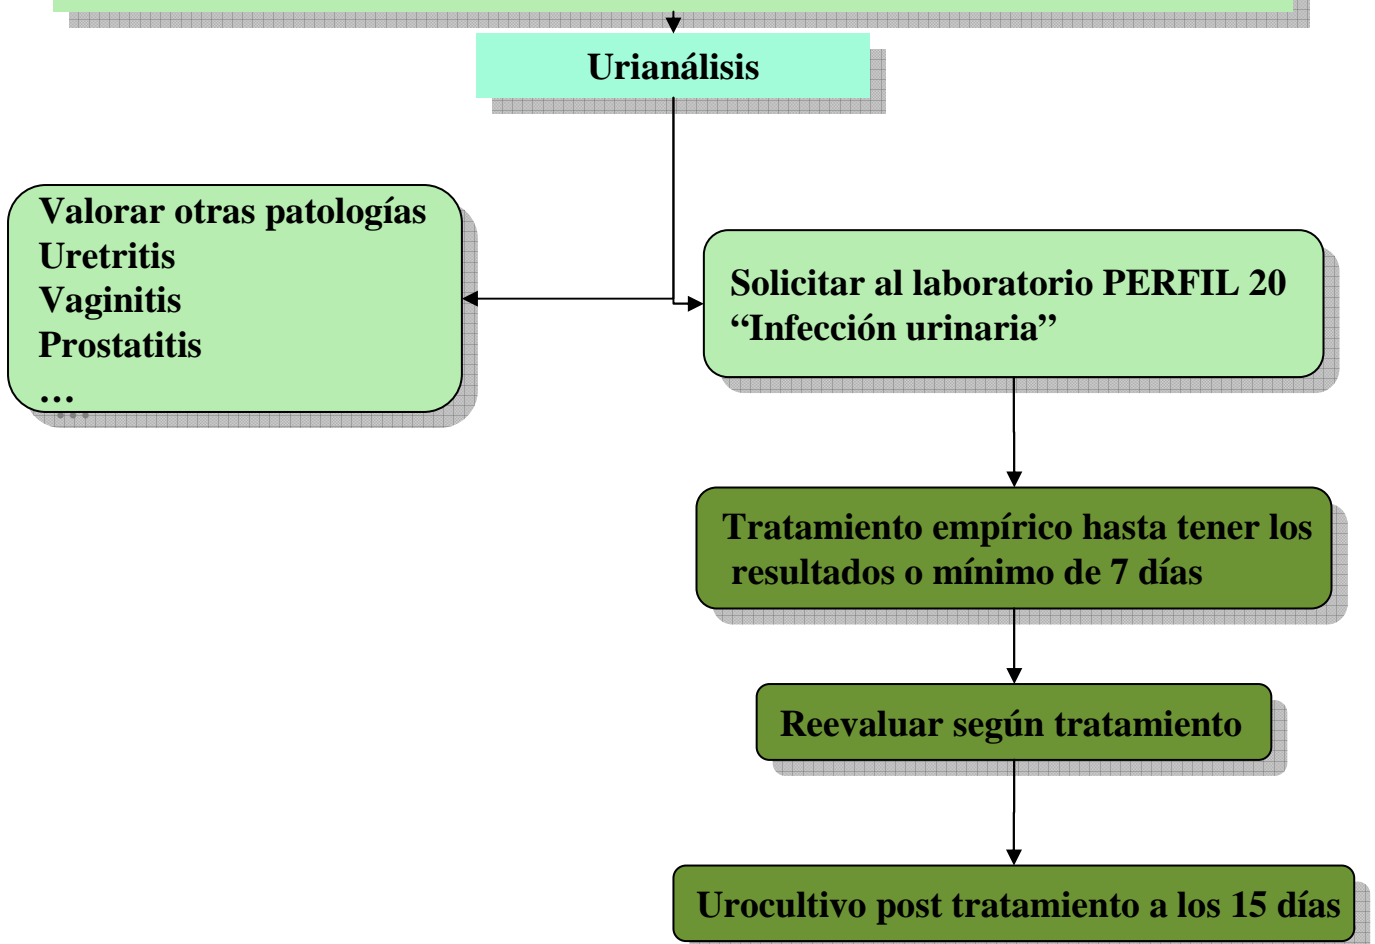 Urianálisis
Valorar otras patologías
Uretritis
Vaginitis
Prostatitis
…
Solicitar al laboratorio PERFIL 20
“Infección urinaria”
Tratamiento empírico hasta tener los
resultados o mínimo de 7 días
Reevaluar según tratamiento
Urocultivo post tratamiento a los 15 días